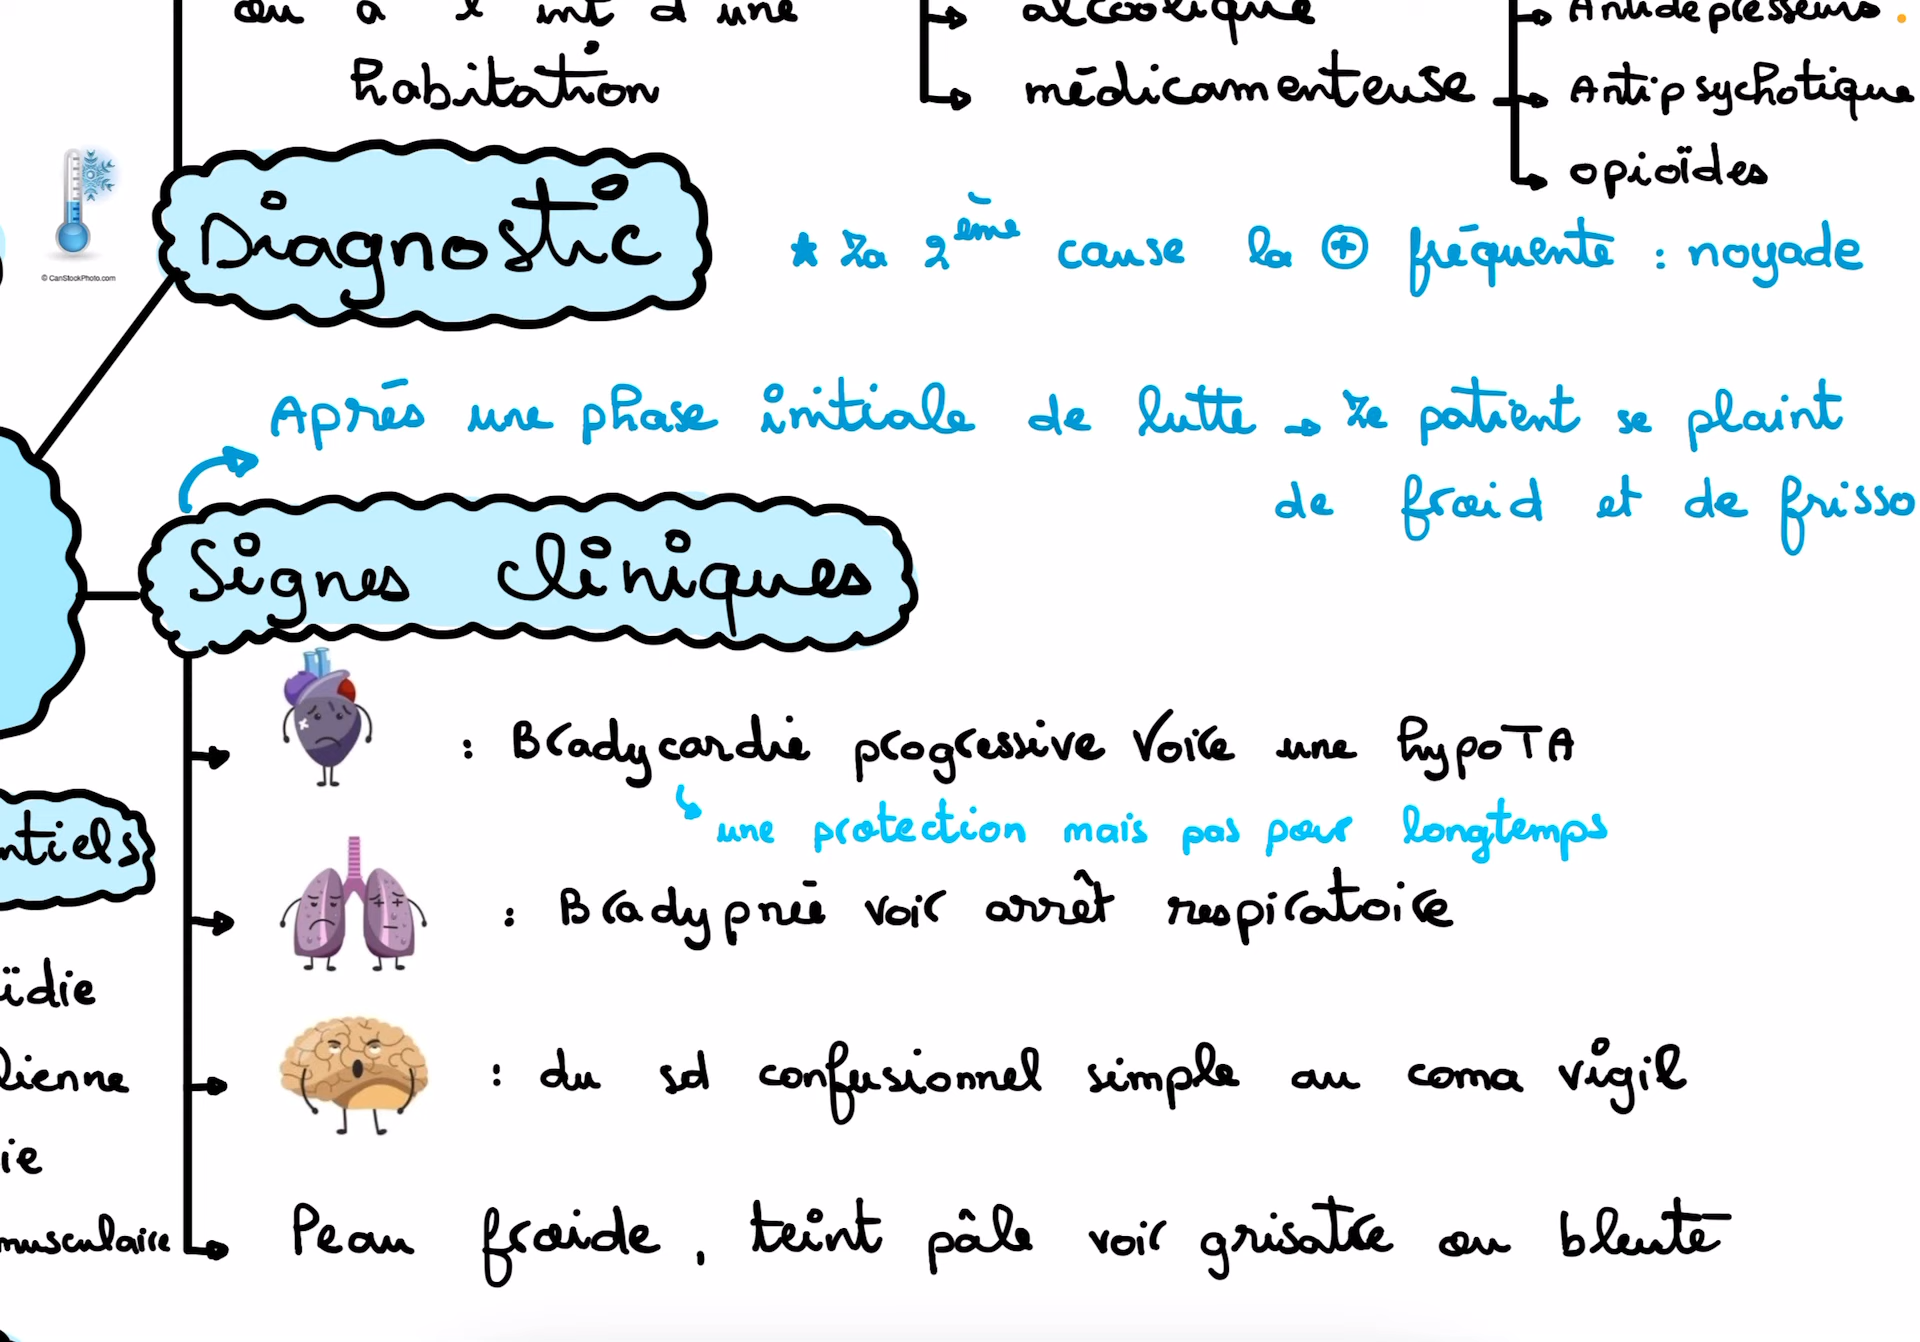 ou à l'int d'une
habitation
alcoolique
médicamenteuse
Antidépresseurs
Antipsychotique
opioïdes
© CanStockPhoto.com
Diagnostic
* La 2ème cause la + fréquente : noyade
Après une phase initiale de lutte → Le patient se plaint
de froid et de frisso
Signes cliniques
: Bradycardie progressive voire une hypoTA
une protection mais pas pour longtemps
: Bradypnée voir arrêt respiratoire
: du sd confusionnel simple au coma vigil
Peau froide, teint pâle voir grisatre ou bleuté
ntiels
ïdie
lienne
ie
musculaire